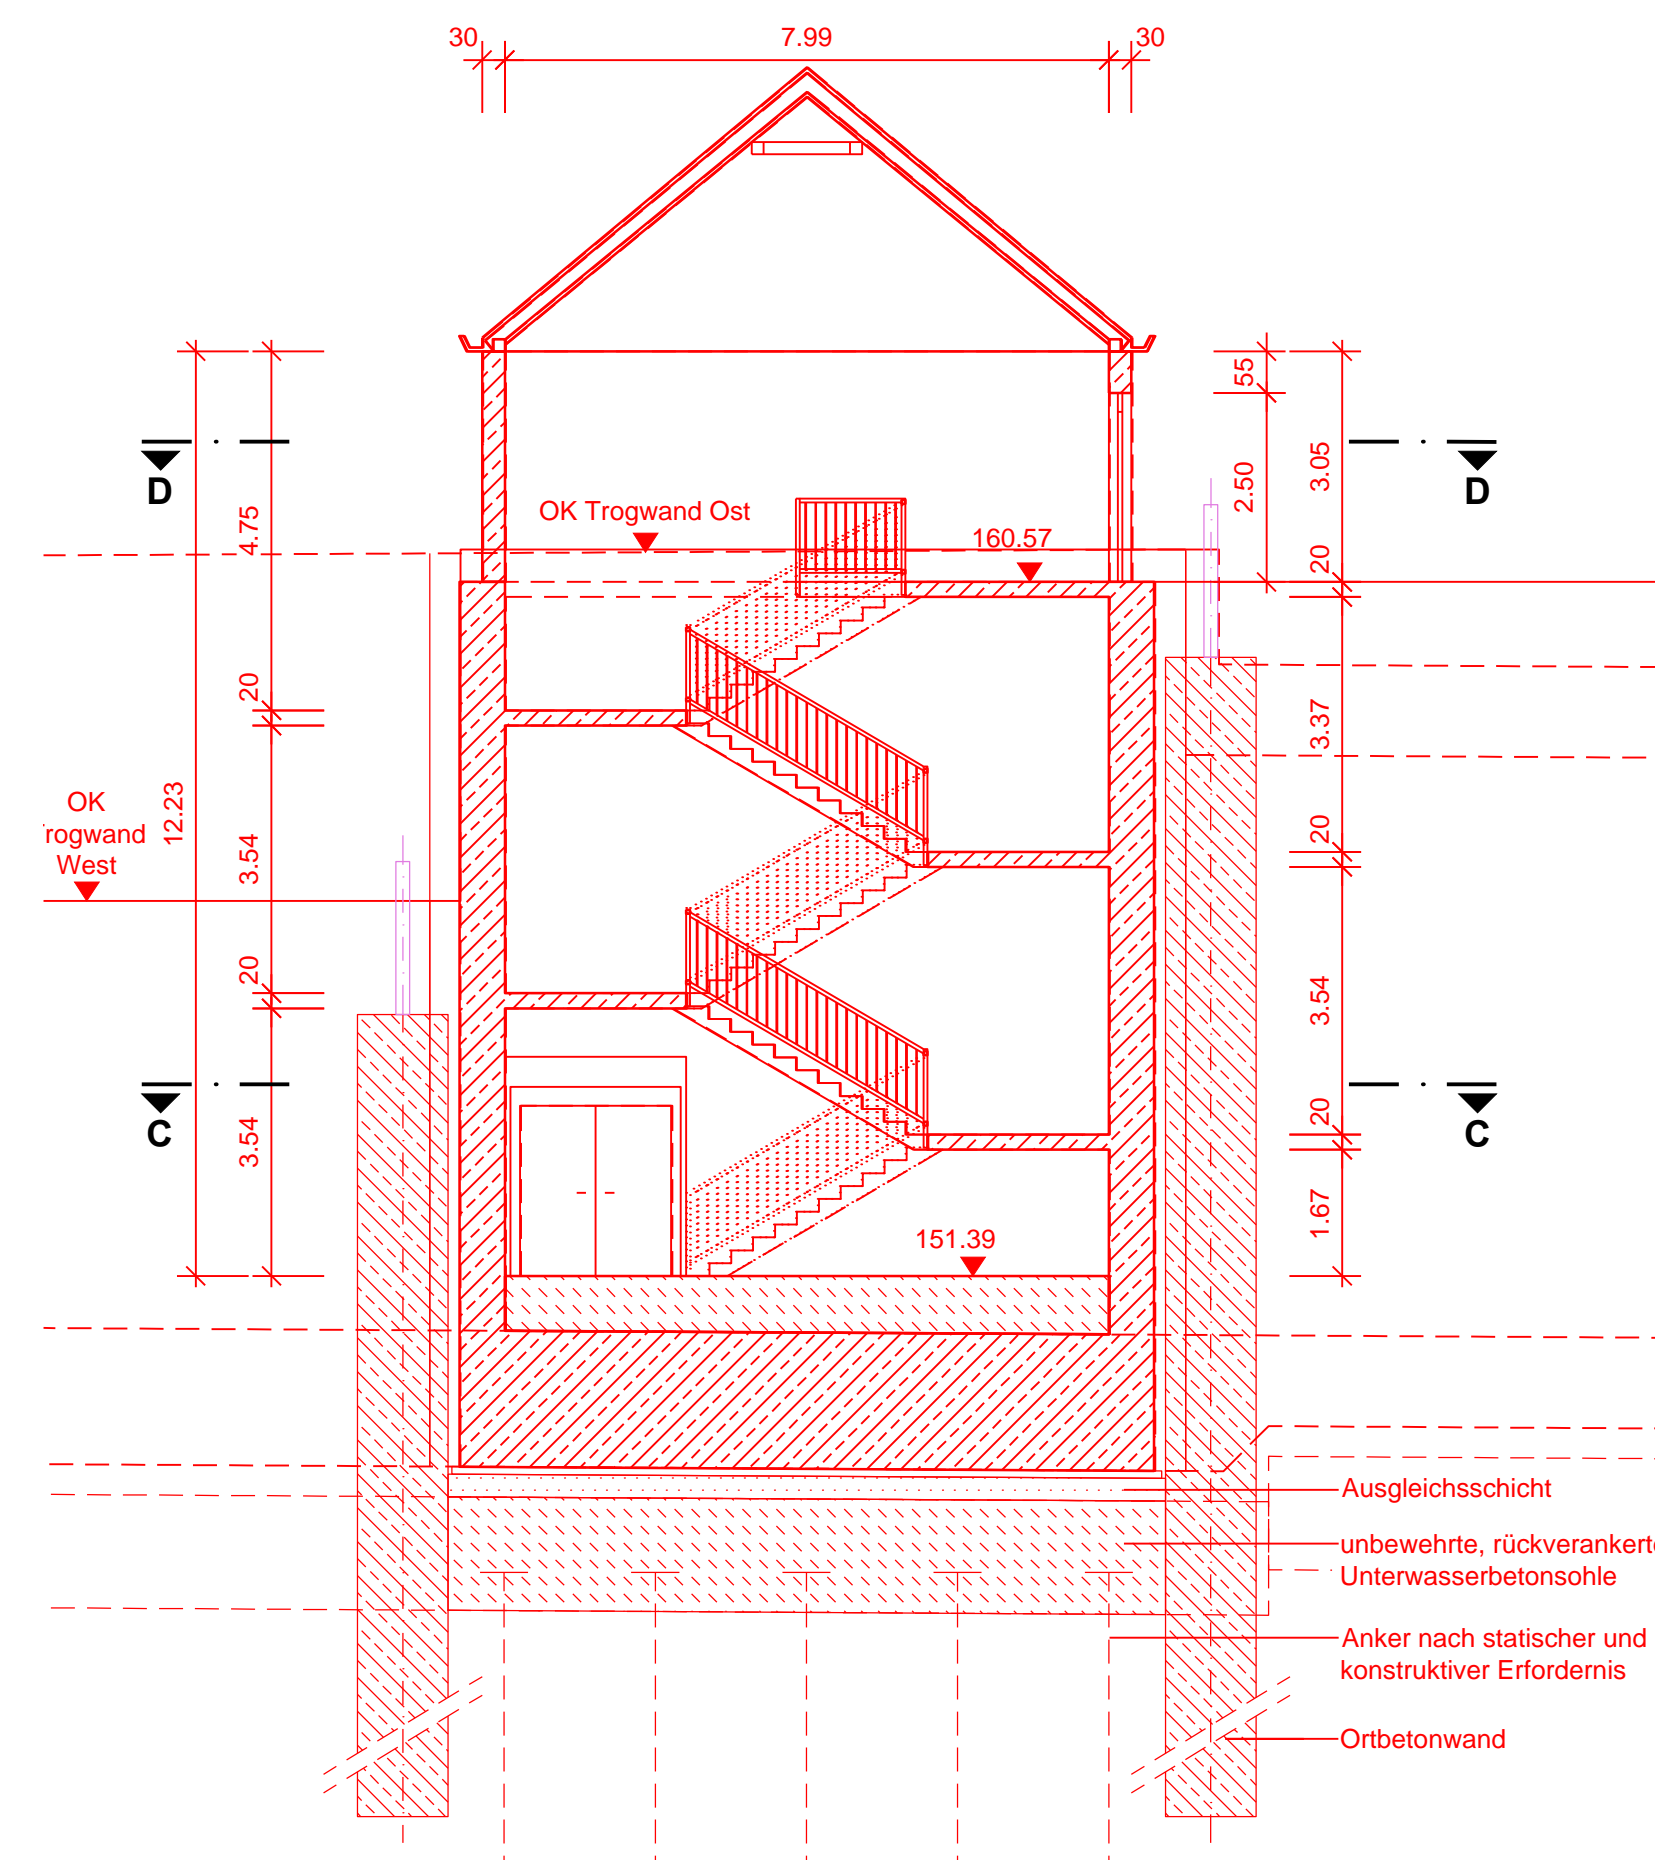 30
7.99
30
55
3.05
2.50
D
D
4.75
OK Trogwand Ost
160.57
20
20
3.37
OK
rogwand
West
12.23
3.54
20
20
3.54
C
C
3.54
20
1.67
151.39
Ausgleichsschicht
unbewehrte, rückverankerte
Unterwasserbetonsohle
Anker nach statischer und
konstruktiver Erfordernis
Ortbetonwand